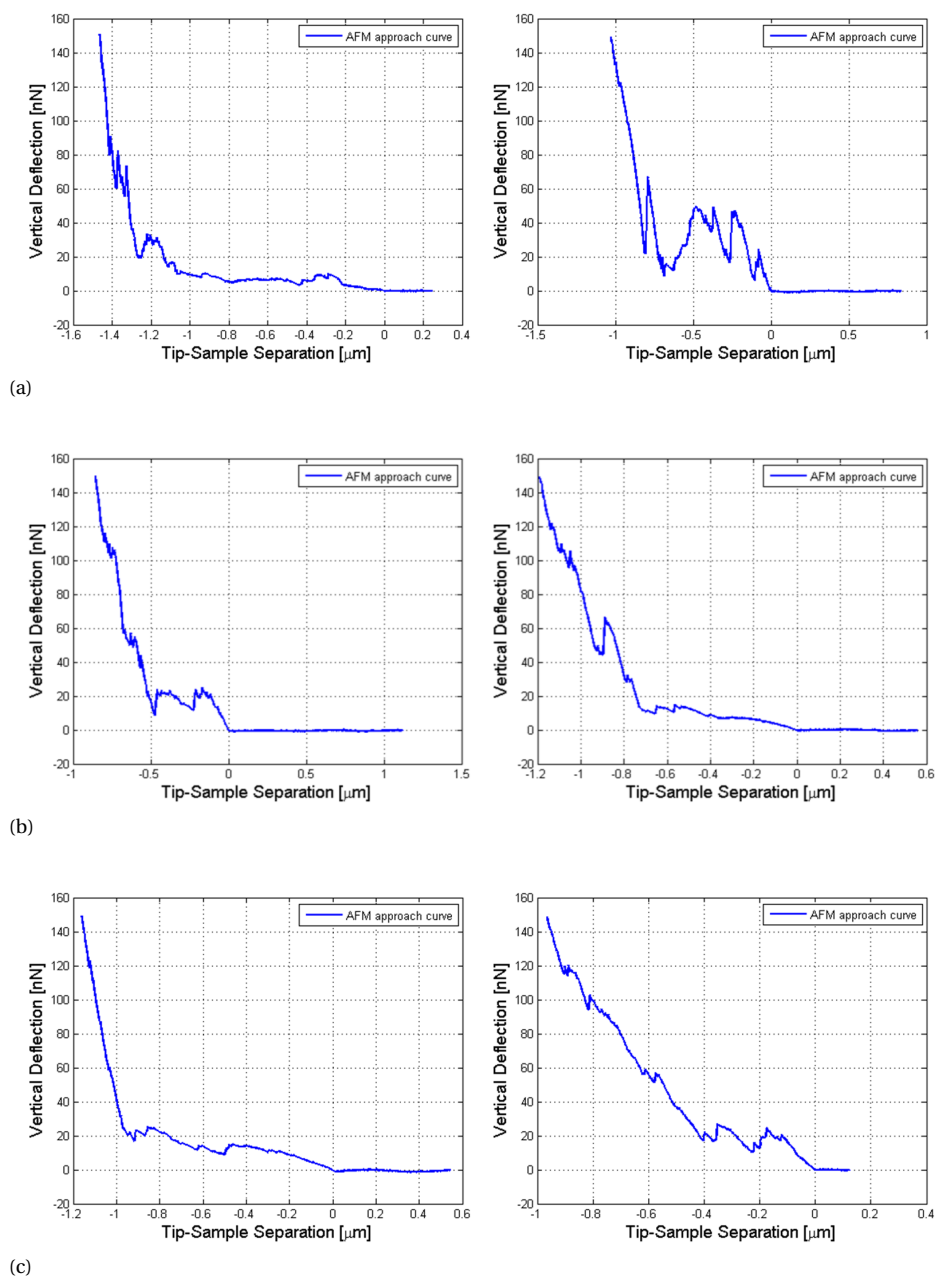 160
AFM approach curve
140
120
100
80
60
40
20
0
-20
-1.6 -1.4 -1.2 -1 -0.8 -0.6 -0.4 -0.2 0 0.2 0.4
Tip-Sample Separation [μm]
Vertical Deflection [nN]
160
AFM approach curve
140
120
100
80
60
40
20
0
-20
-1.5 -1 -0.5 0 0.5 1
Tip-Sample Separation [μm]
Vertical Deflection [nN]
(a)
160
AFM approach curve
140
120
100
80
60
40
20
0
-20
-1 -0.5 0 0.5 1 1.5
Tip-Sample Separation [μm]
Vertical Deflection [nN]
160
AFM approach curve
140
120
100
80
60
40
20
0
-20
-1.2 -1 -0.8 -0.6 -0.4 -0.2 0 0.2 0.4 0.6
Tip-Sample Separation [μm]
Vertical Deflection [nN]
(b)
160
AFM approach curve
140
120
100
80
60
40
20
0
-20
-1.2 -1 -0.8 -0.6 -0.4 -0.2 0 0.2 0.4 0.6
Tip-Sample Separation [μm]
Vertical Deflection [nN]
160
AFM approach curve
140
120
100
80
60
40
20
0
-20
-1 -0.8 -0.6 -0.4 -0.2 0 0.2 0.4
Tip-Sample Separation [μm]
Vertical Deflection [nN]
(c)